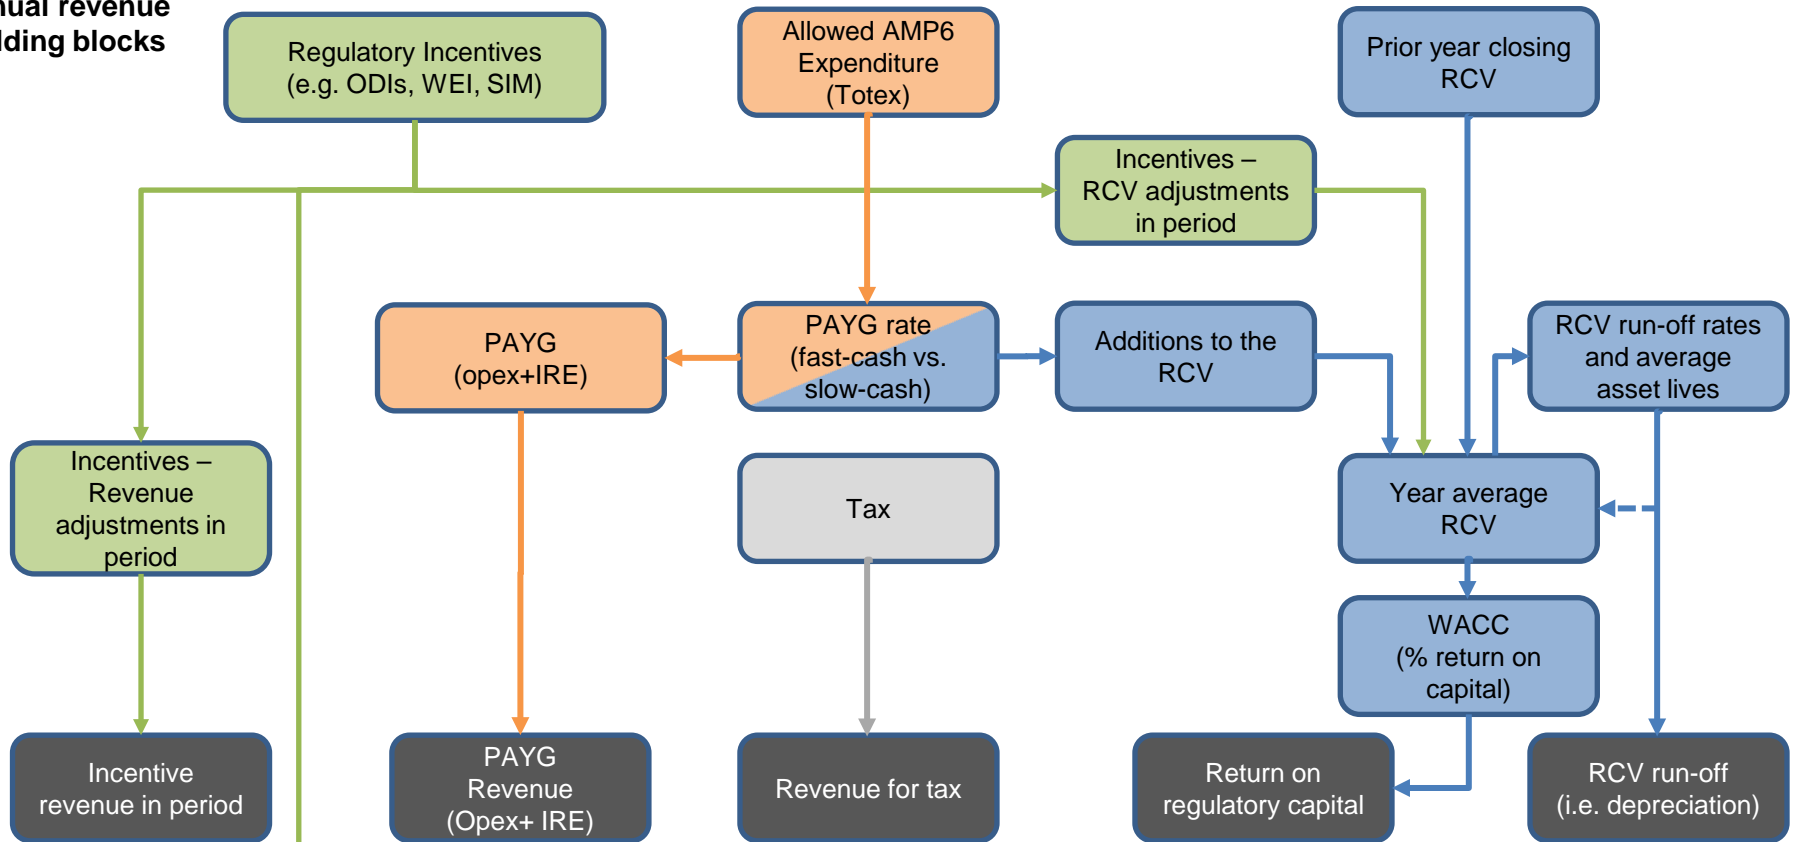 Regulatory Incentives
(e.g. ODIs, WEI, SIM)
Allowed AMP6
Expenditure
(Totex)
Prior year closing
RCV
Incentives –
RCV adjustments
in period
PAYG
(opex+IRE)
PAYG rate
(fast-cash vs.
slow-cash)
Additions to the
RCV
RCV run-off rates
and average
asset lives
Incentives –
Revenue
adjustments in
period
Tax
Year average
RCV
WACC
(% return on
capital)
Incentive
revenue in period
PAYG
Revenue
(Opex+ IRE)
Revenue for tax
Return on
regulatory capital
RCV run-off
(i.e. depreciation)
revenue
blocks